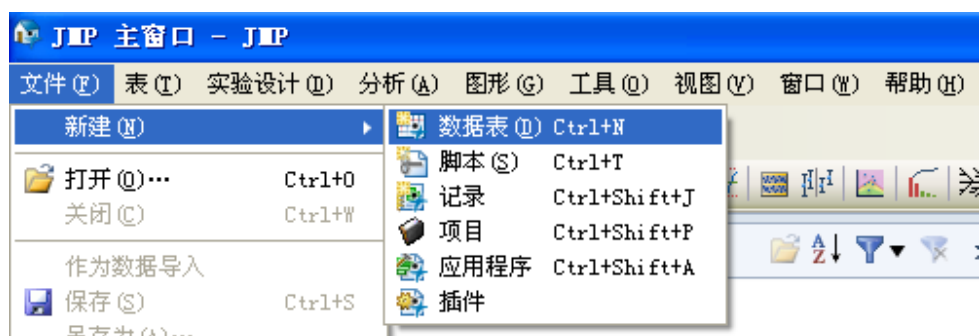 JMP 主窗口 - JMP
文件(F) 表(T) 实验设计(D) 分析(A) 图形(G) 工具(O) 视图(V) 窗口(W) 帮助(H)
新建(N)
数据表(D) Ctrl+N
脚本(S) Ctrl+T
记录 Ctrl+Shift+J
项目 Ctrl+Shift+P
应用程序 Ctrl+Shift+A
插件
打开(O)… Ctrl+O
关闭(C) Ctrl+W
作为数据导入
保存(S) Ctrl+S
另存为(A)…